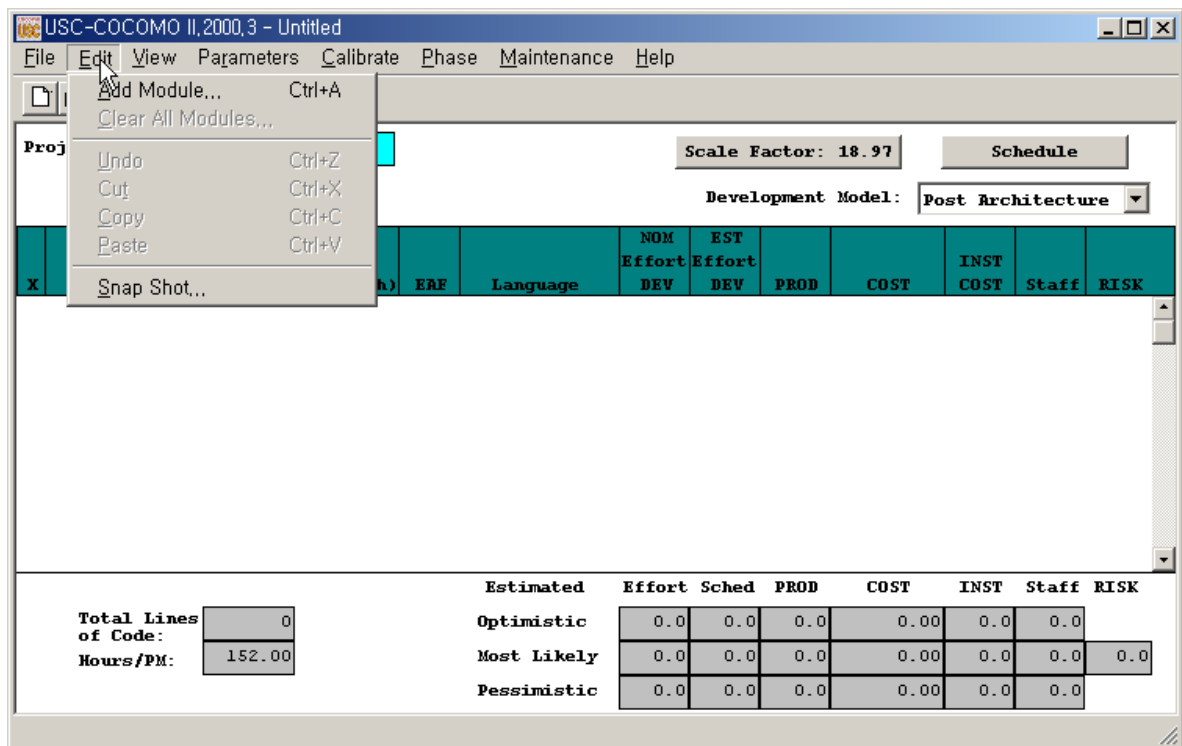 USC-COCOMO II,2000,3 - Untitled
File Edit View Parameters Calibrate Phase Maintenance Help
Add Module,,, Ctrl+A
Clear All Modules,,,
Undo Ctrl+Z
Cut Ctrl+X
Copy Ctrl+C
Paste Ctrl+V
Snap Shot,,,
Proj
Scale Factor: 18.97 Schedule
Development Model: Post Architecture
X h) EAF Language NOM Effort DEV EST Effort DEV PROD COST INST COST Staff RISK
Estimated Effort Sched PROD COST INST Staff RISK
Total Lines of Code: 0
Optimistic 0.0 0.0 0.0 0.00 0.0 0.0
Hours/PM: 152.00
Most Likely 0.0 0.0 0.0 0.00 0.0 0.0 0.0
Pessimistic 0.0 0.0 0.0 0.00 0.0 0.0